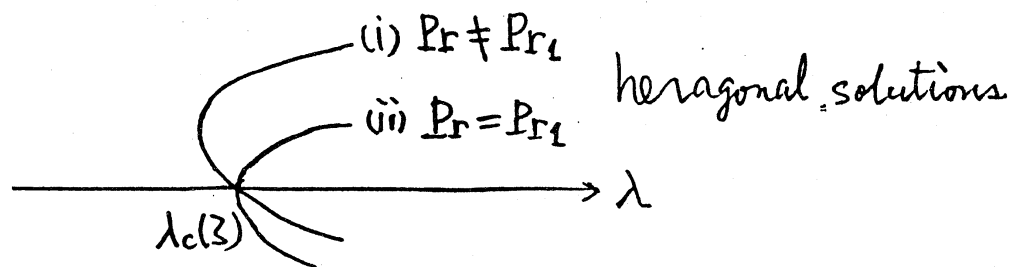 (i) Pr ≠ Pr₁
hexagonal solutions
(ii) Pr = Pr₁
λ
λc(3)